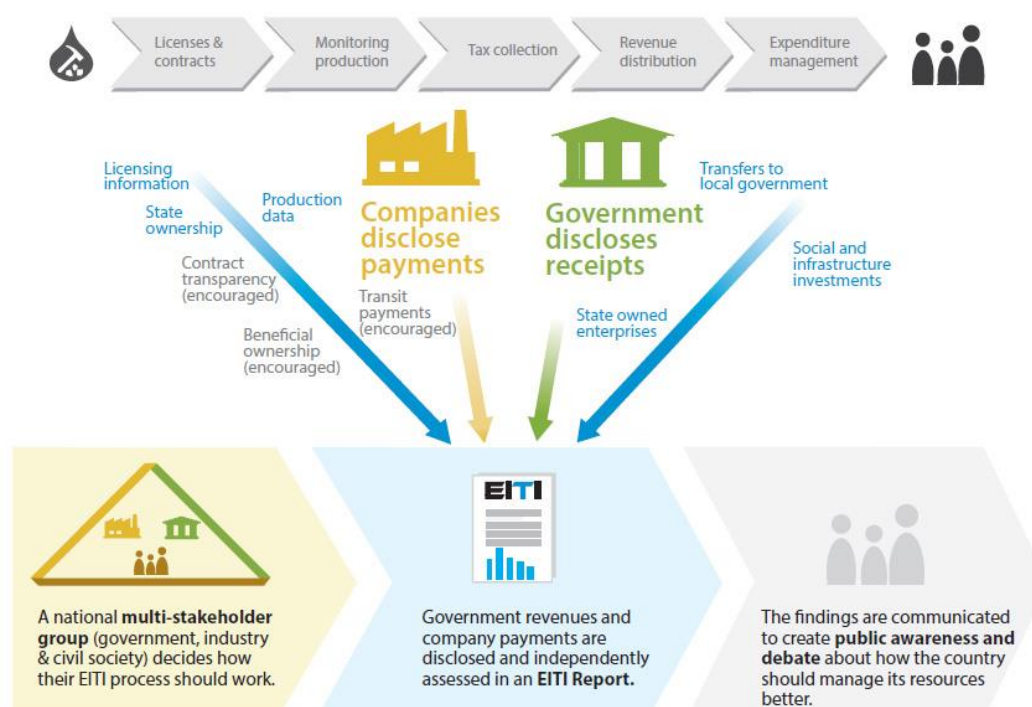 Licenses &
contracts
Monitoring
production
Tax collection
Revenue
distribution
Expenditure
management
Licensing
information
State
ownership
Production
data
Contract
transparency
(encouraged)
Beneficial
ownership
(encouraged)
Companies
disclose
payments
Transit
payments
(encouraged)
Government
discloses
receipts
State owned
enterprises
Transfers to
local government
Social and
infrastructure
investments
A national multi-stakeholder
group (government, industry
& civil society) decides how
their EITI process should work.
EITI
Government revenues and
company payments are
disclosed and independently
assessed in an EITI Report.
The findings are communicated
to create public awareness and
debate about how the country
should manage its resources
better.